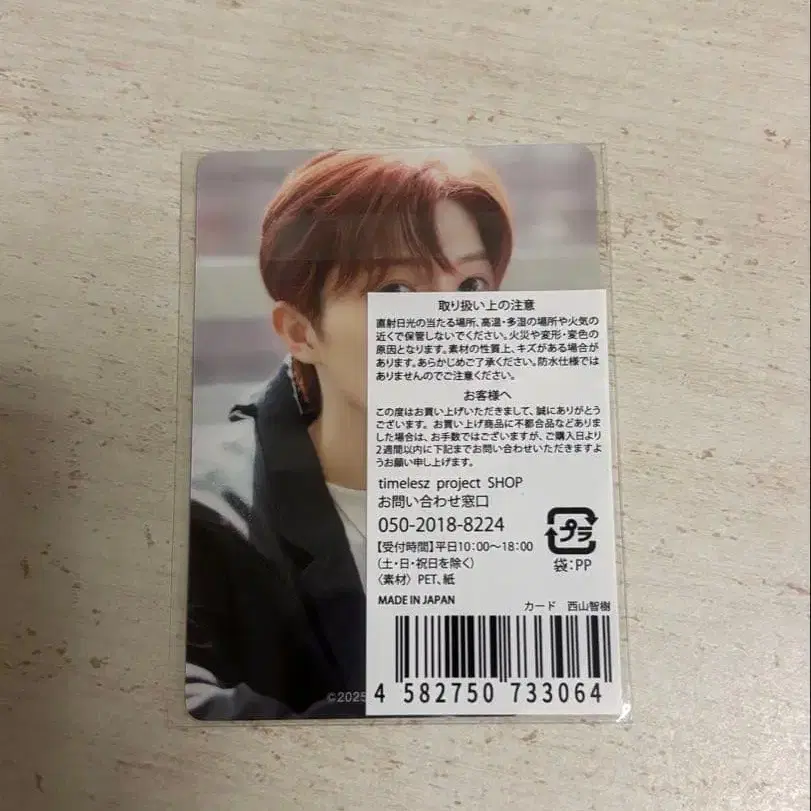 取り扱い上の注意
直射日光の当たる場所、高温・多湿の場所や火気の
近くで保管しないでください。火災や変形・変色の
原因となります。素材の性質上、キズがある場合が
あります。あらかじめご了承ください。防水仕様では
ありませんのでご注意ください。
お客様へ
この度はお買い上げいただきまして、誠にありがとう
ございます。お買い上げ商品に不都合品などありま
した場合は、お手数ではございますが、ご購入日より
2週間以内に下記までお問い合わせいただきますよ
うお願い申し上げます。
timelesz project SHOP
お問い合わせ窓口
050-2018-8224
【受付時間】平日10:00～18:00
(土・日・祝日を除く)
〈素材〉PET、紙
プラ
袋:PP
MADE IN JAPAN
カード 西山智樹
4 582750 733064
©2025